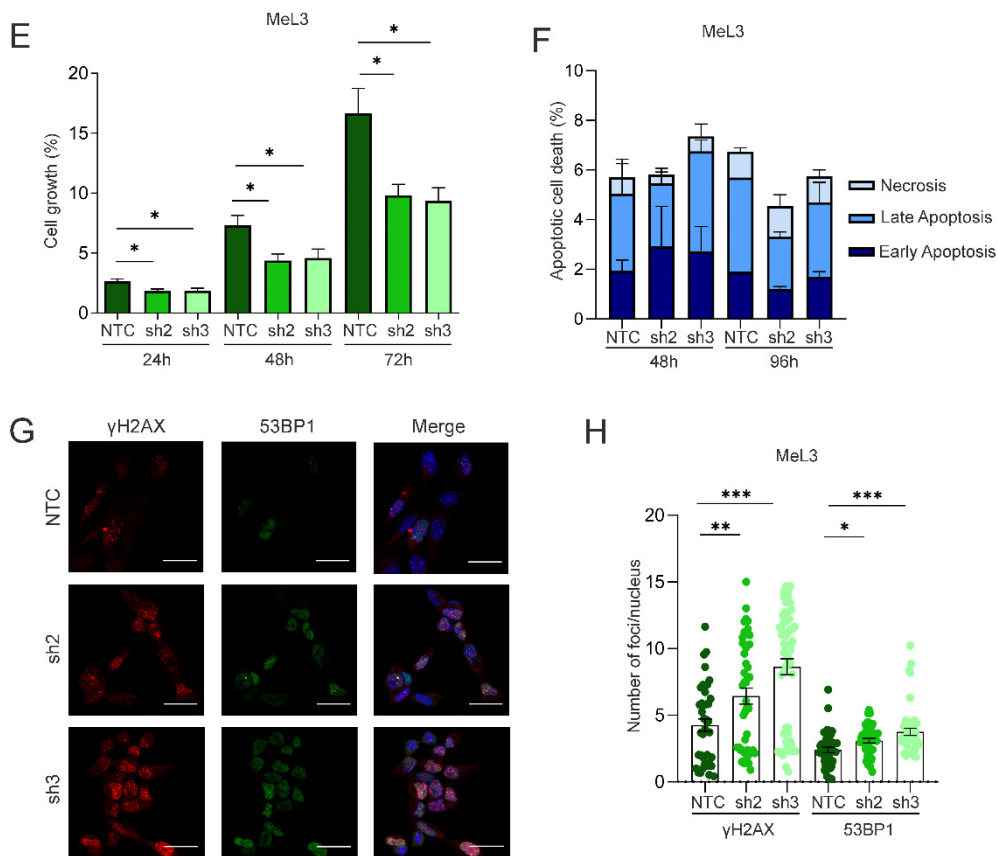 E
MeL3
*
*
*
*
*
*
Cell growth (%)
20
15
10
5
0
NTC sh2 sh3 NTC sh2 sh3 NTC sh2 sh3
24h 48h 72h
F
MeL3
Apoptotic cell death (%)
10
8
6
4
2
0
Necrosis
Late Apoptosis
Early Apoptosis
NTC sh2 sh3 NTC sh2 sh3
48h 96h
G
γH2AX 53BP1 Merge
NTC
sh2
sh3
H
MeL3
*** ***
** *
Number of foci/nucleus
20
15
10
5
0
NTC sh2 sh3 NTC sh2 sh3
γH2AX 53BP1